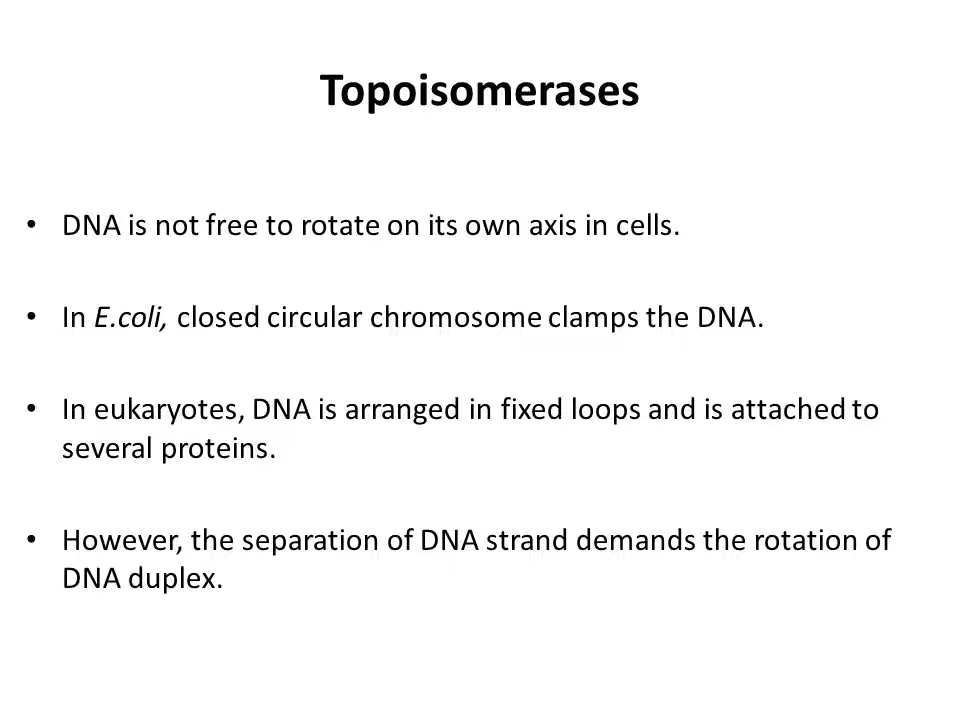 Topoisomerases
• DNA is not free to rotate on its own axis in cells.
• In E.coli, closed circular chromosome clamps the DNA.
• In eukaryotes, DNA is arranged in fixed loops and is attached to
several proteins.
• However, the separation of DNA strand demands the rotation of
DNA duplex.